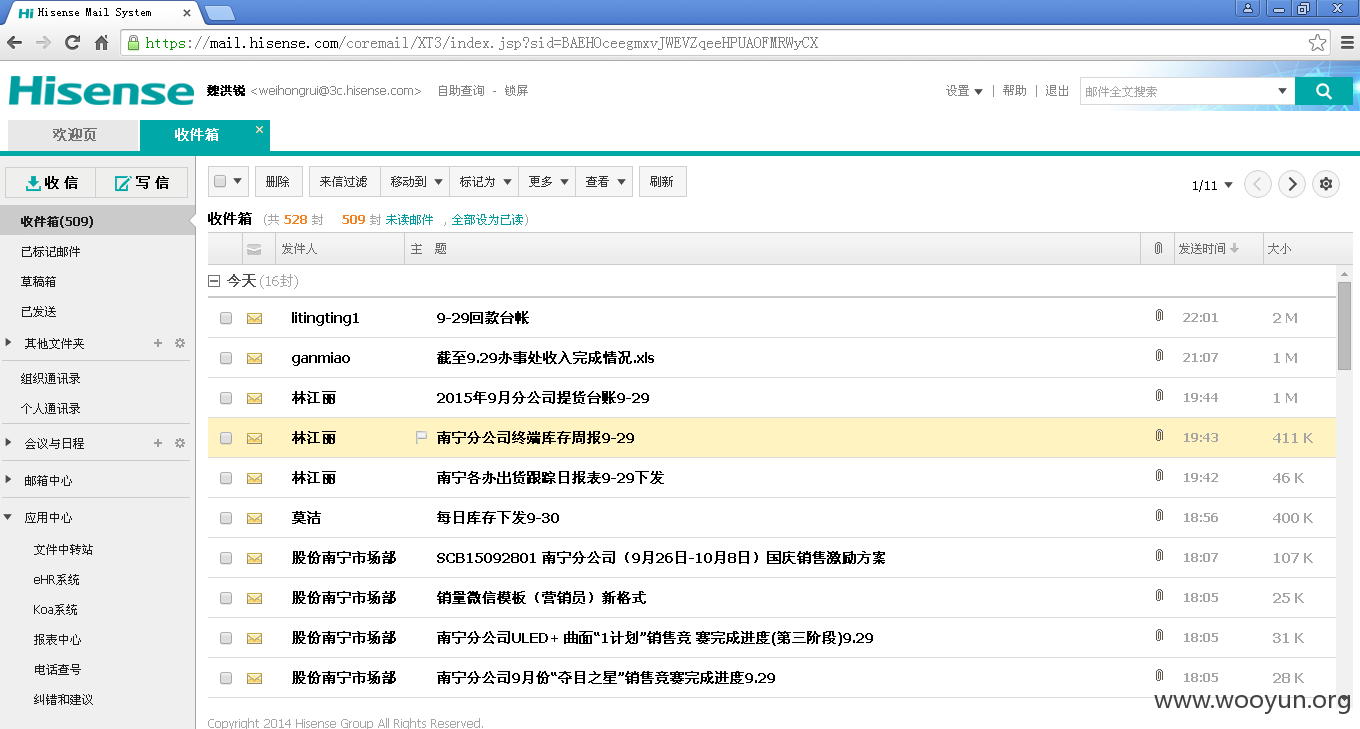 Hisense Mail System
https://mail.hisense.com/coremail/XT3/index.jsp?sid=BAEHOceegmxvjJWEVZqeeHPUAOFMRWyCX
Hisense 魏洪锐 <weihongrui@3c.hisense.com> 自助查询 - 锁屏 设置 | 帮助 | 退出 邮件全文搜索
欢迎页 收件箱
收信 写信 删除 来信过滤 移动到 标记为 更多 查看 刷新 1/11
收件箱(509)
已标记邮件
草稿箱
已发送
其他文件夹
组织通讯录
个人通讯录
会议与日程
邮箱中心
应用中心
文件中转站
eHR系统
Koa系统
报表中心
电话查号
纠错和建议
收件箱 (共 528 封 509 封 未读邮件 , 全部设为已读)
发件人 主 题 发送时间 大小
今天 (16封)
litingting1 9-29回款台帐 22:01 2 M
ganmiao 截至9.29办事处收入完成情况.xls 21:07 1 M
林江丽 2015年9月分公司提货台账9-29 19:44 1 M
林江丽 南宁分公司终端库存周报9-29 19:43 411 K
林江丽 南宁各办出货跟踪日报表9-29下发 19:42 46 K
莫洁 每日库存下发9-30 18:56 400 K
股份南宁市场部 SCB15092801 南宁分公司（9月26日-10月8日）国庆销售激励方案 18:07 107 K
股份南宁市场部 销量微信模板（营销员）新格式 18:05 25 K
股份南宁市场部 南宁分公司ULED+ 曲面“1计划”销售竞 赛完成进度(第三阶段)9.29 18:05 31 K
股份南宁市场部 南宁分公司9月份“夺目之星”销售竞赛完成进度9.29 18:05 28 K
www.wooyun.org
Copyright 2014 Hisense Group All Rights Reserved.